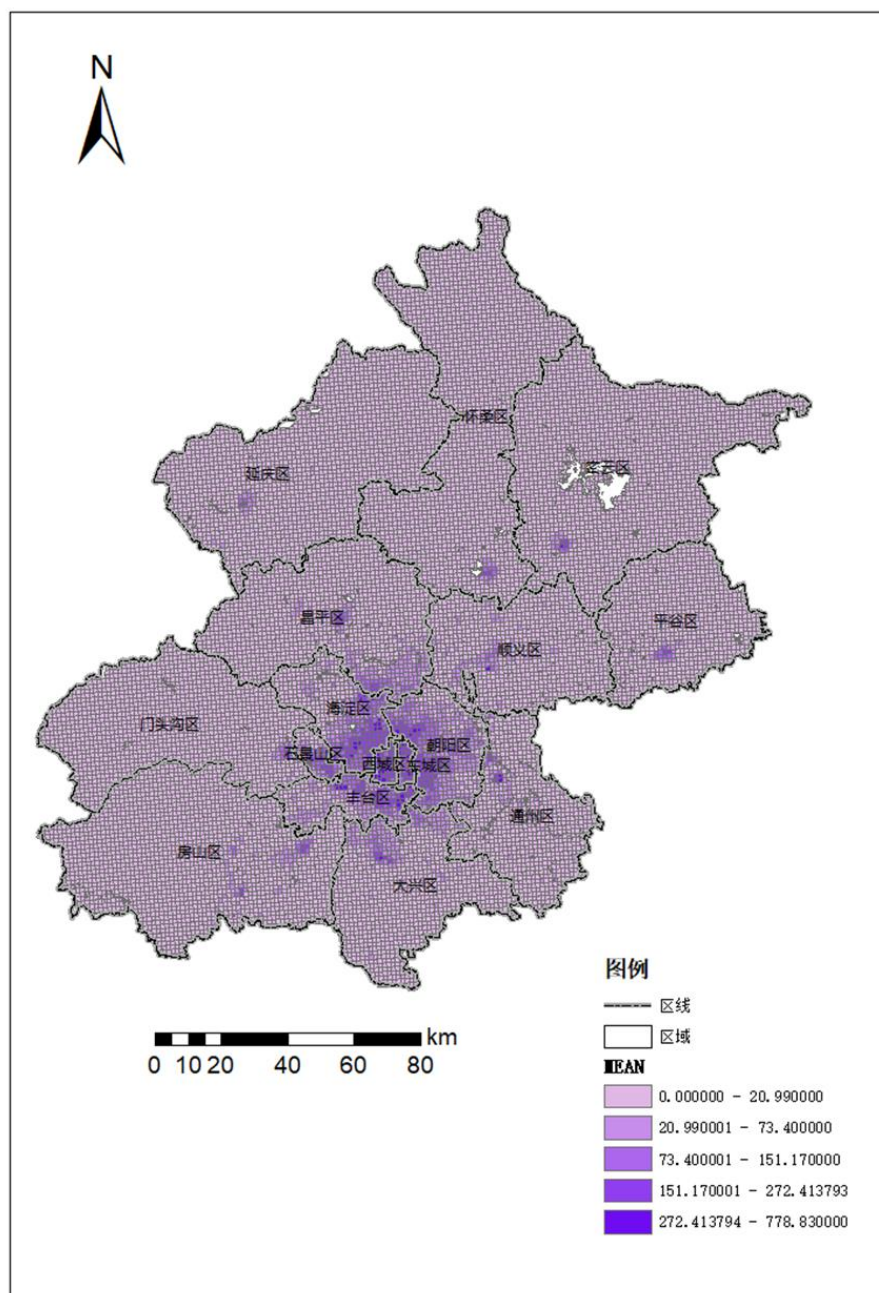 N
怀柔区
密云区
延庆区
昌平区
顺义区
平谷区
海淀区
门头沟区
朝阳区
石景山区
西城区
东城区
丰台区
通州区
房山区
大兴区
图例
区线
区域
MEAN
0.000000 - 20.990000
20.990001 - 73.400000
73.400001 - 151.170000
151.170001 - 272.413793
272.413794 - 778.830000
km
0 10 20 40 60 80